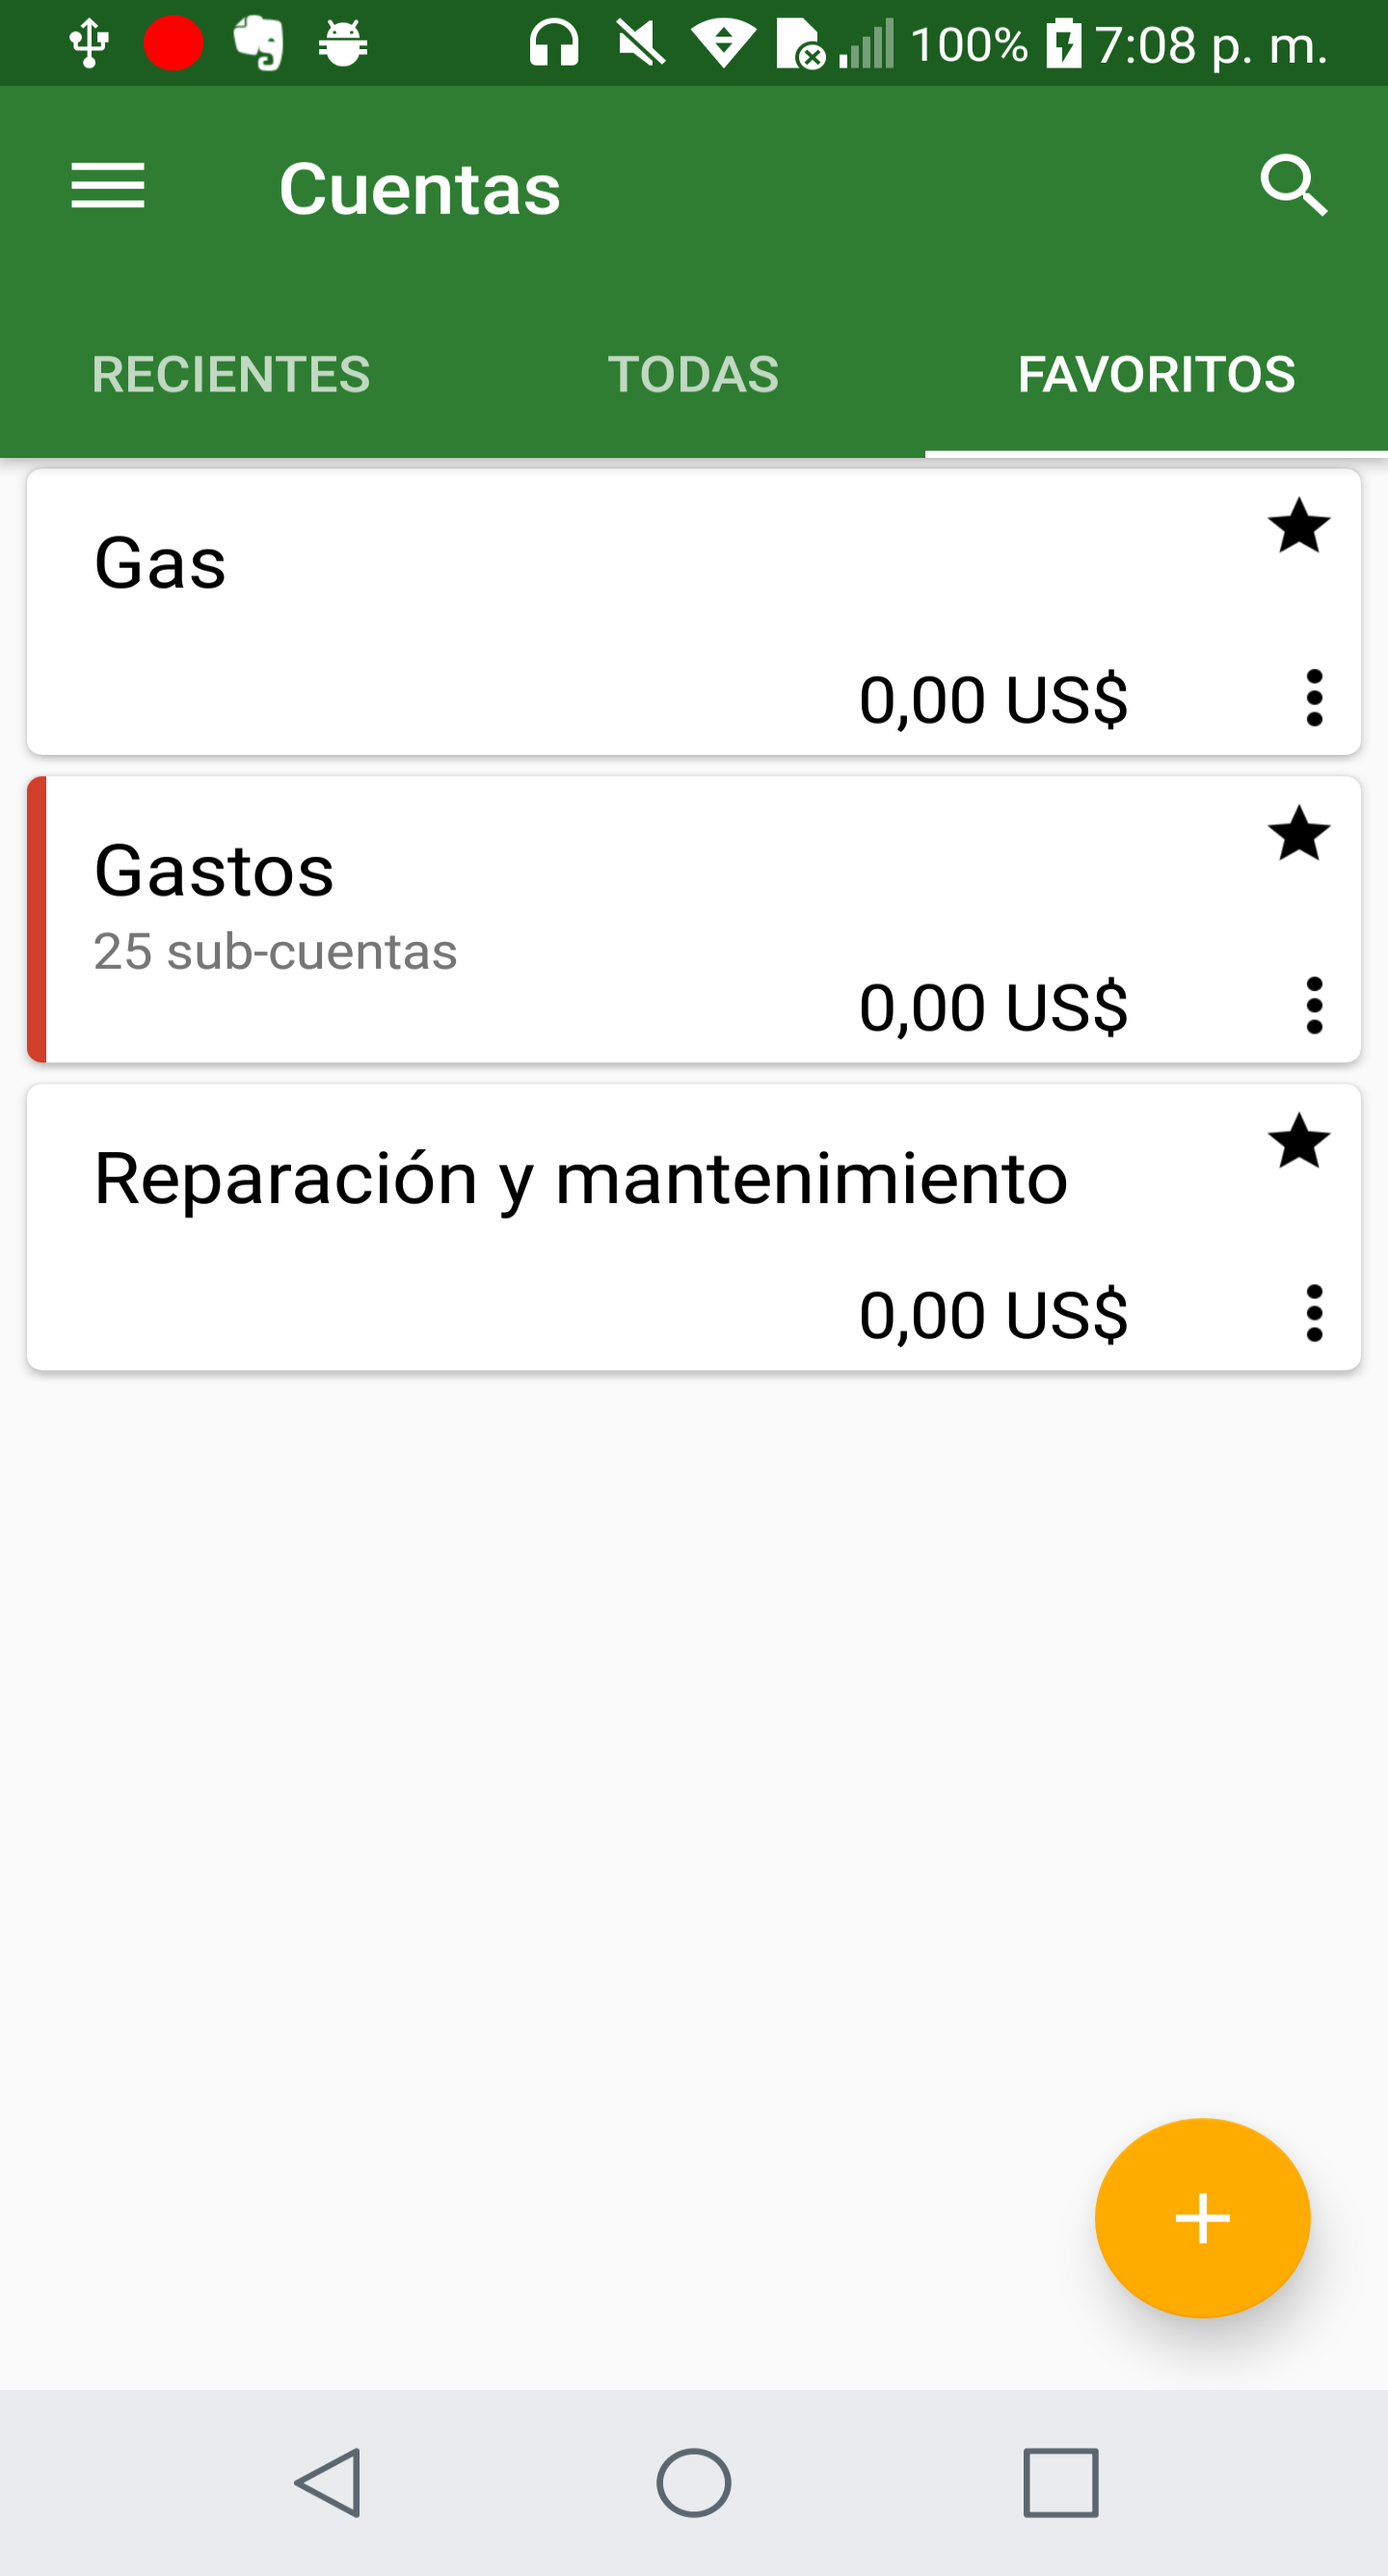 100% 7:08 p. m.
Cuentas
RECIENTES TODAS FAVORITOS
Gas
0,00 US$
Gastos
25 sub-cuentas
0,00 US$
Reparación y mantenimiento
0,00 US$